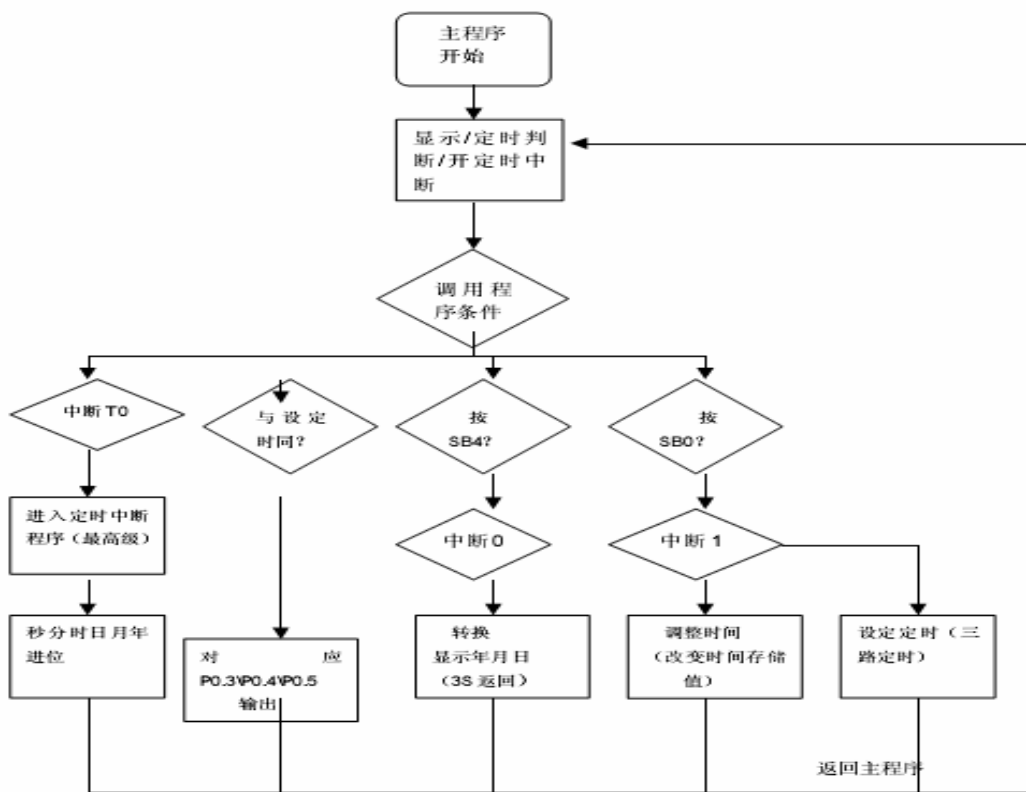 主程序
开始
显示/定时判
断/开定时中
断
调用程
序条件
中断T0
与设定
时同？
按
SB4？
按
SB0？
进入定时中断
程序（最高级）
中断0
中断1
秒分时日月年
进位
对应
P0.3\P0.4\P0.5
输出
转换
显示年月日
（3S返回）
调整时间
（改变时间存储
值）
设定定时（三
路定时）
返回主程序